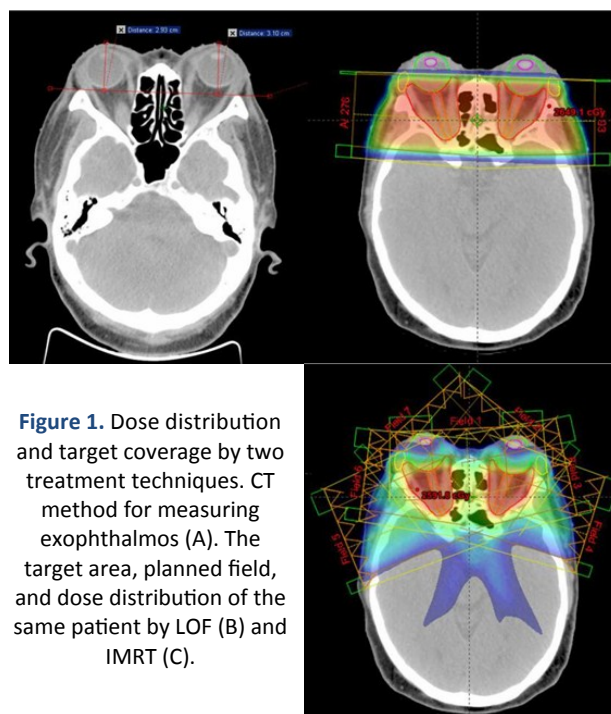 Distance: 2.93 cm
Distance: 3.10 cm
Figure 1. Dose distribution
and target coverage by two
treatment techniques. CT
method for measuring
exophthalmos (A). The
target area, planned field,
and dose distribution of the
same patient by LOF (B) and
IMRT (C).
Field 1
Field 3
Field 4
Field 5
Field 6
Field 7